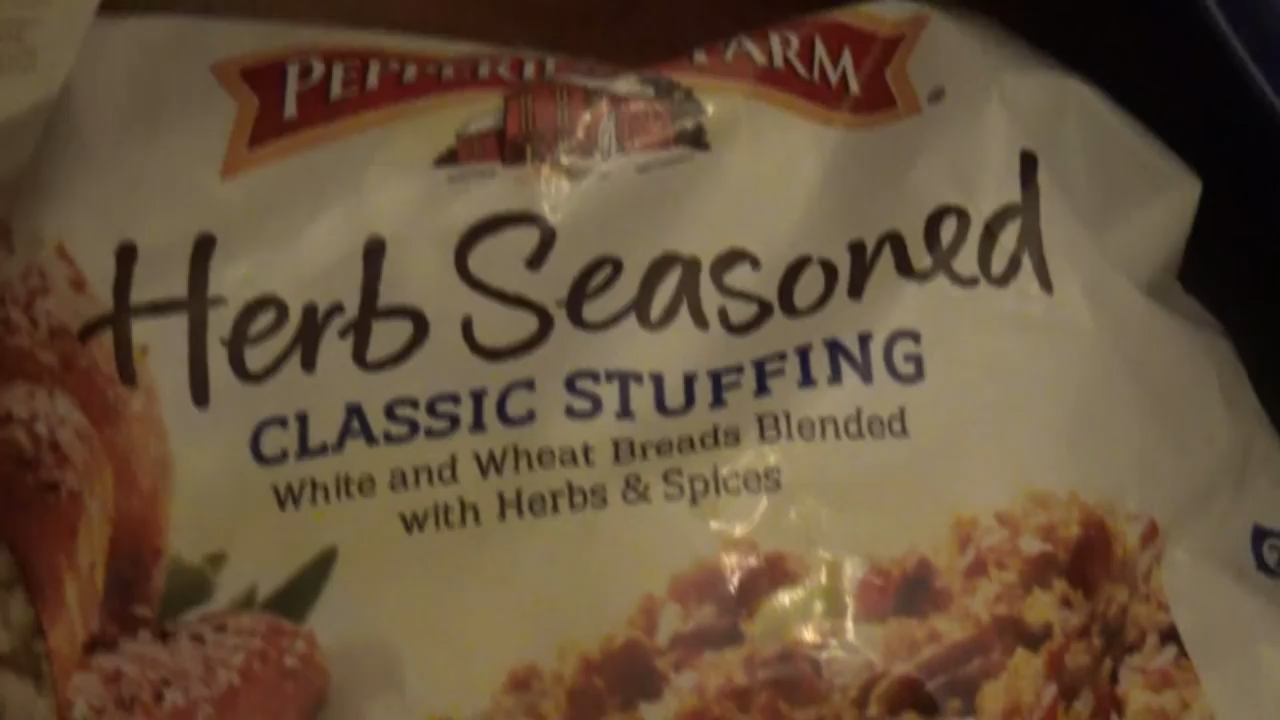 PEPPERIDGE FARM
Herb Seasoned
CLASSIC STUFFING
White and Wheat Breads Blended
with Herbs & Spices